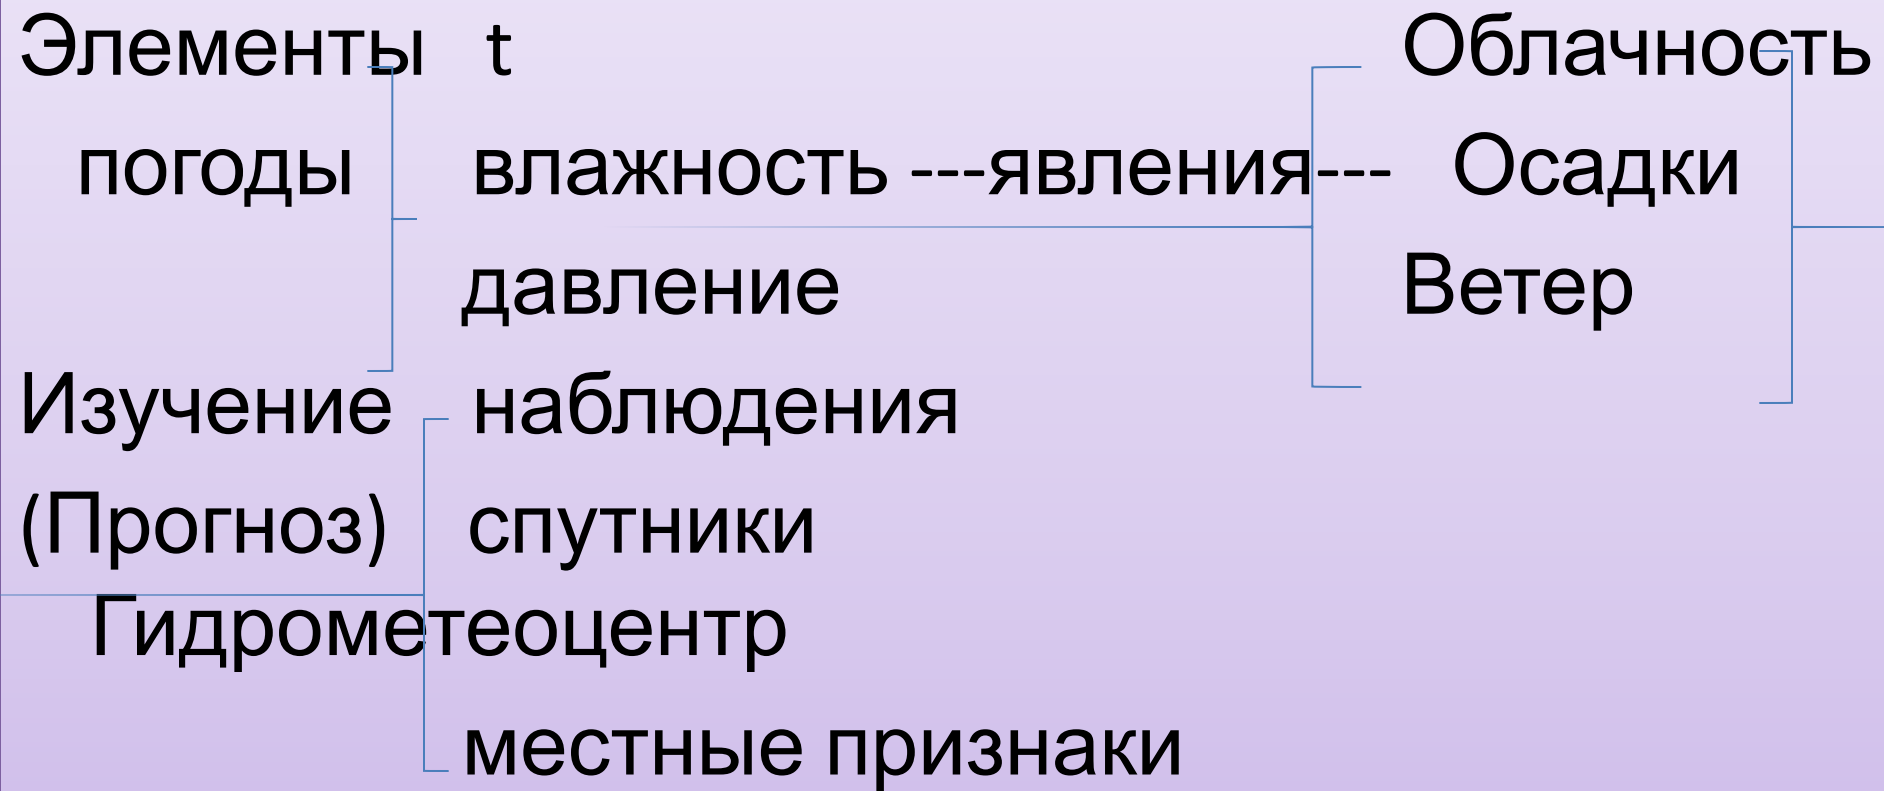 Элементы t Облачность
погоды влажность ---явления--- Осадки
давление Ветер
Изучение наблюдения
(Прогноз) спутники
Гидрометеоцентр
местные признаки